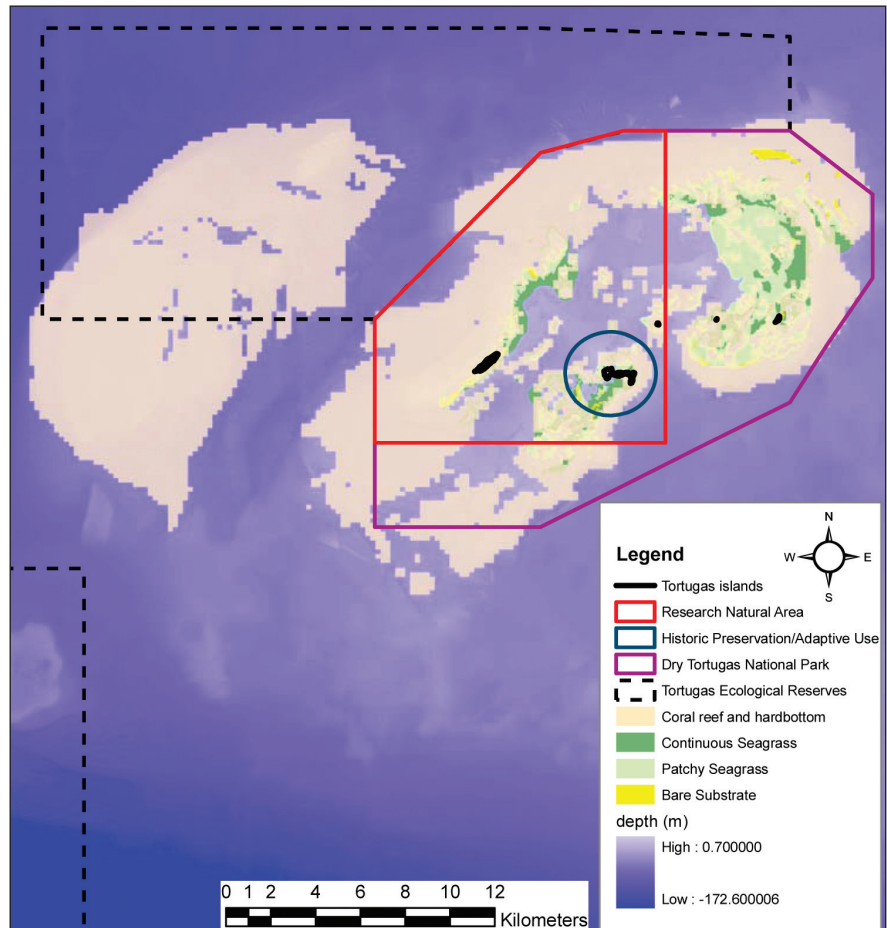 Legend
N
W
E
S
Tortugas islands
Research Natural Area
Historic Preservation/Adaptive Use
Dry Tortugas National Park
Tortugas Ecological Reserves
Coral reef and hardbottom
Continuous Seagrass
Patchy Seagrass
Bare Substrate
depth (m)
High : 0.700000
Low : -172.600006
0 1 2 4 6 8 10 12
Kilometers